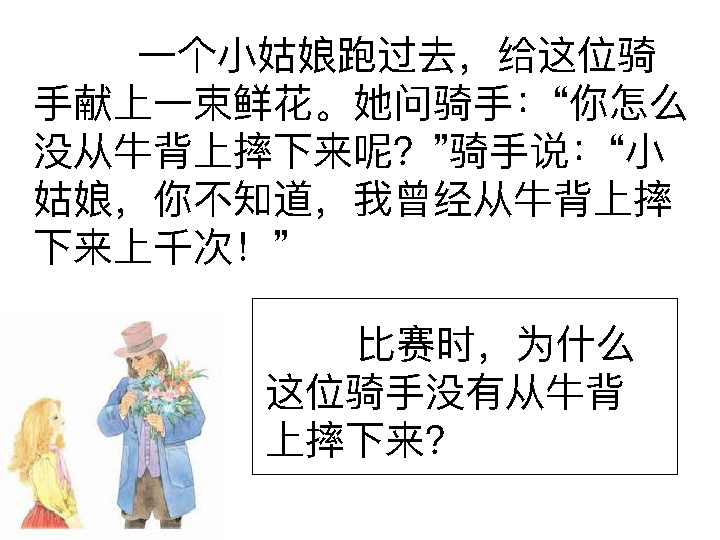 一个小姑娘跑过去，给这位骑
手献上一束鲜花。她问骑手：“你怎么
没从牛背上摔下来呢？”骑手说：“小
姑娘，你不知道，我曾经从牛背上摔
下来上千次！”
比赛时，为什么
这位骑手没有从牛背
上摔下来？